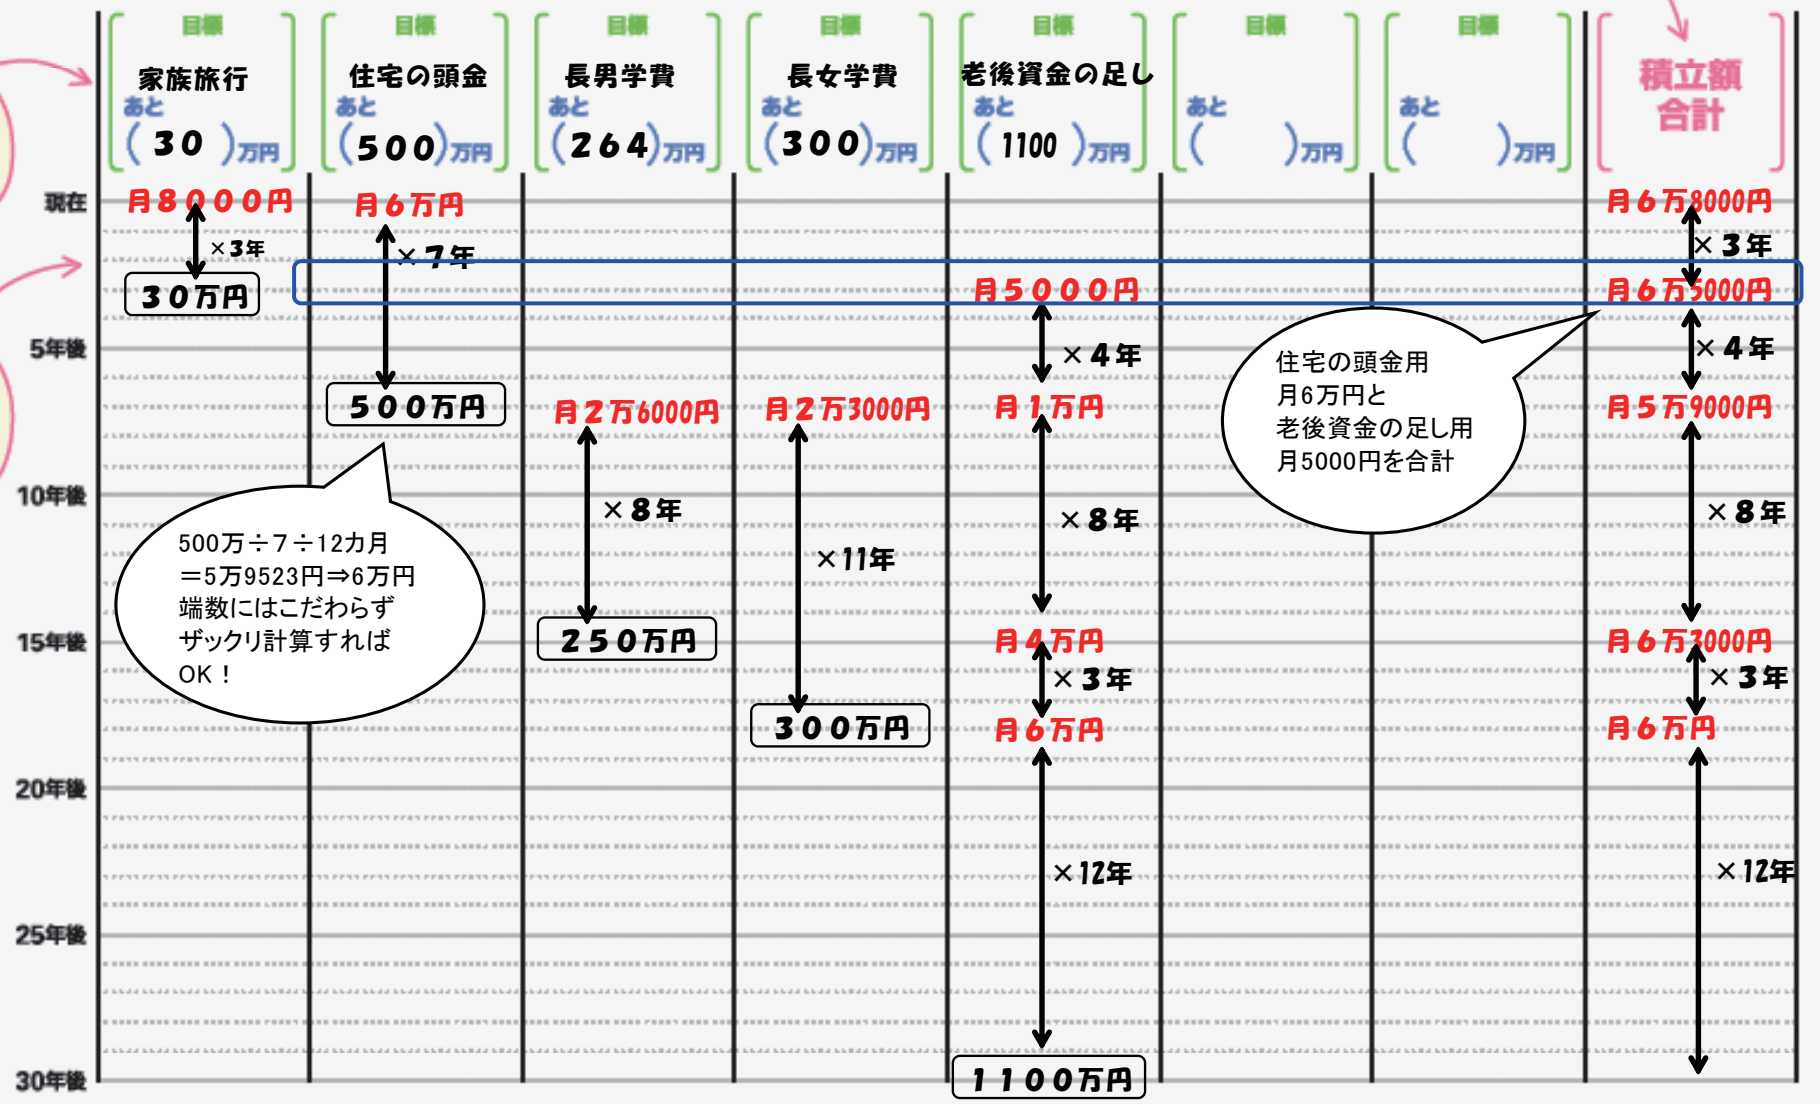 目標
家族旅行
あと
(30)万円
目標
住宅の頭金
あと
(500)万円
目標
長男学費
あと
(264)万円
目標
長女学費
あと
(300)万円
目標
老後資金の足し
あと
(1100)万円
目標
あと
( )万円
目標
あと
( )万円
積立額
合計
現在
5年後
10年後
15年後
20年後
25年後
30年後
月8000円
×3年
30万円
月6万円
×7年
500万円
500万÷7÷12カ月
＝5万9523円⇒6万円
端数にはこだわらず
ザックリ計算すれば
OK！
月2万6000円
×8年
250万円
月2万3000円
×11年
300万円
月5000円
×4年
月1万円
×8年
月4万円
×3年
月6万円
×12年
1100万円
住宅の頭金用
月6万円と
老後資金の足し用
月5000円を合計
月6万8000円
×3年
月6万5000円
×4年
月5万9000円
×8年
月6万3000円
×3年
月6万円
×12年